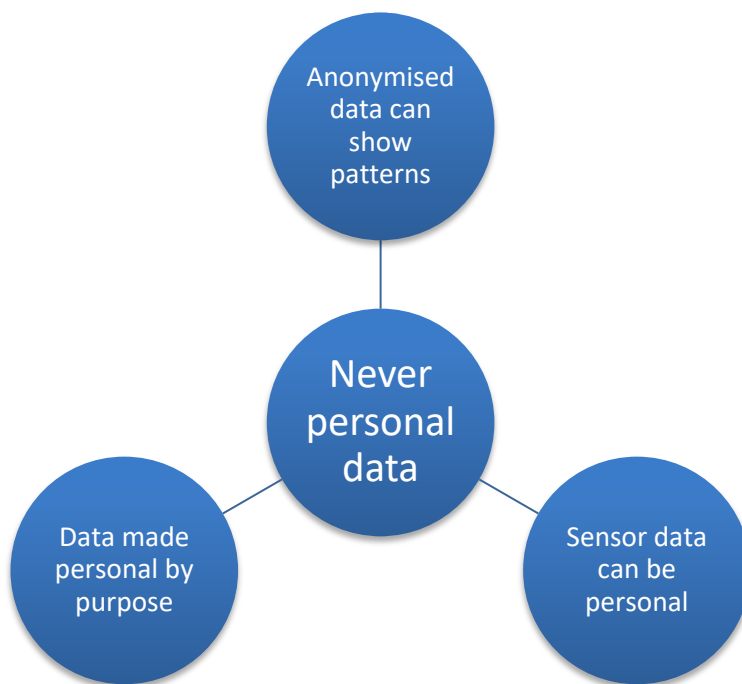 Anonymised
data can
show
patterns
Never
personal
data
Data made
personal by
purpose
Sensor data
can be
personal